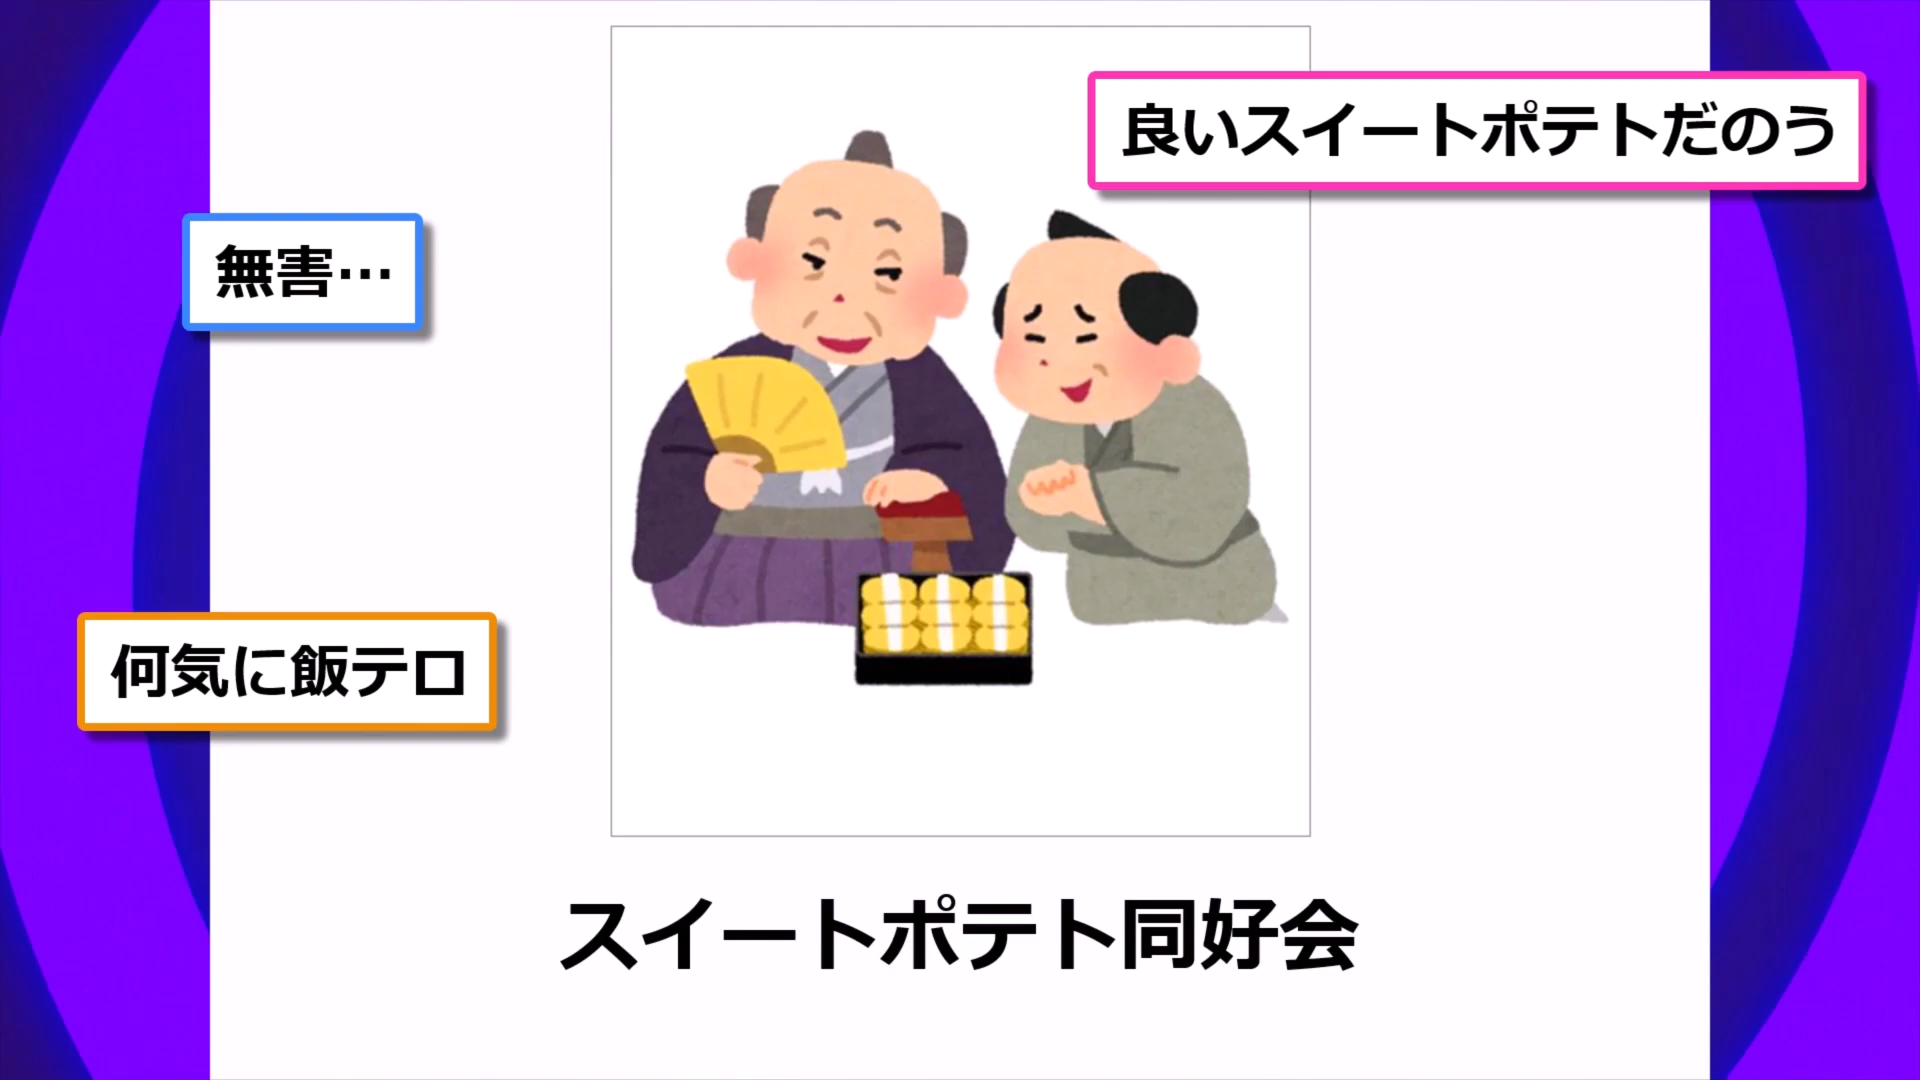 良いスイートポテトだのう
無害…
何気に飯テロ
スイートポテト同好会